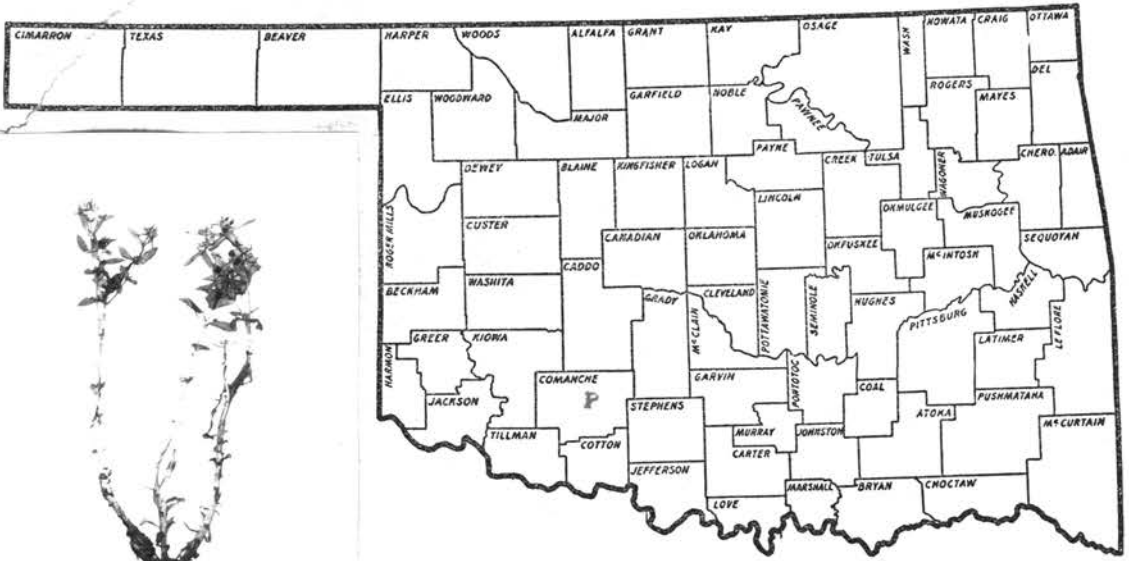 CIMARRON TEXAS BEAVER HARPER WOODS ALFALFA GRANT KAY OSAGE WASH NOWATA CRAIG OTTAWA
ELLIS WOODWARD MAJOR GARFIELD NOBLE PAWNEE ROGERS MAYES DEL
DEWEY BLAINE KINGFISHER LOGAN PAYNE CREEK TULSA WAGONER CHERO. ADAIR
ROGER MILLS CUSTER CANADIAN OKLAHOMA LINCOLN OKFUSKEE OKMULGEE MUSKOGEE SEQUOYAH
BECKHAM WASHITA CADDO GRADY CLEVELAND POTTAWATOMIE SEMINOLE HUGHES McINTOSH HASKELL
HARMON GREER KIOWA McCLAIN PITTSBURG LATIMER LE FLORE
JACKSON COMANCHE GARVIN PONTOTOC COAL PUSHMATAHA
P STEPHENS ATOKA McCURTAIN
TILLMAN COTTON MURRAY JOHNSTON
JEFFERSON CARTER
LOVE MARSHALL BRYAN CHOCTAW